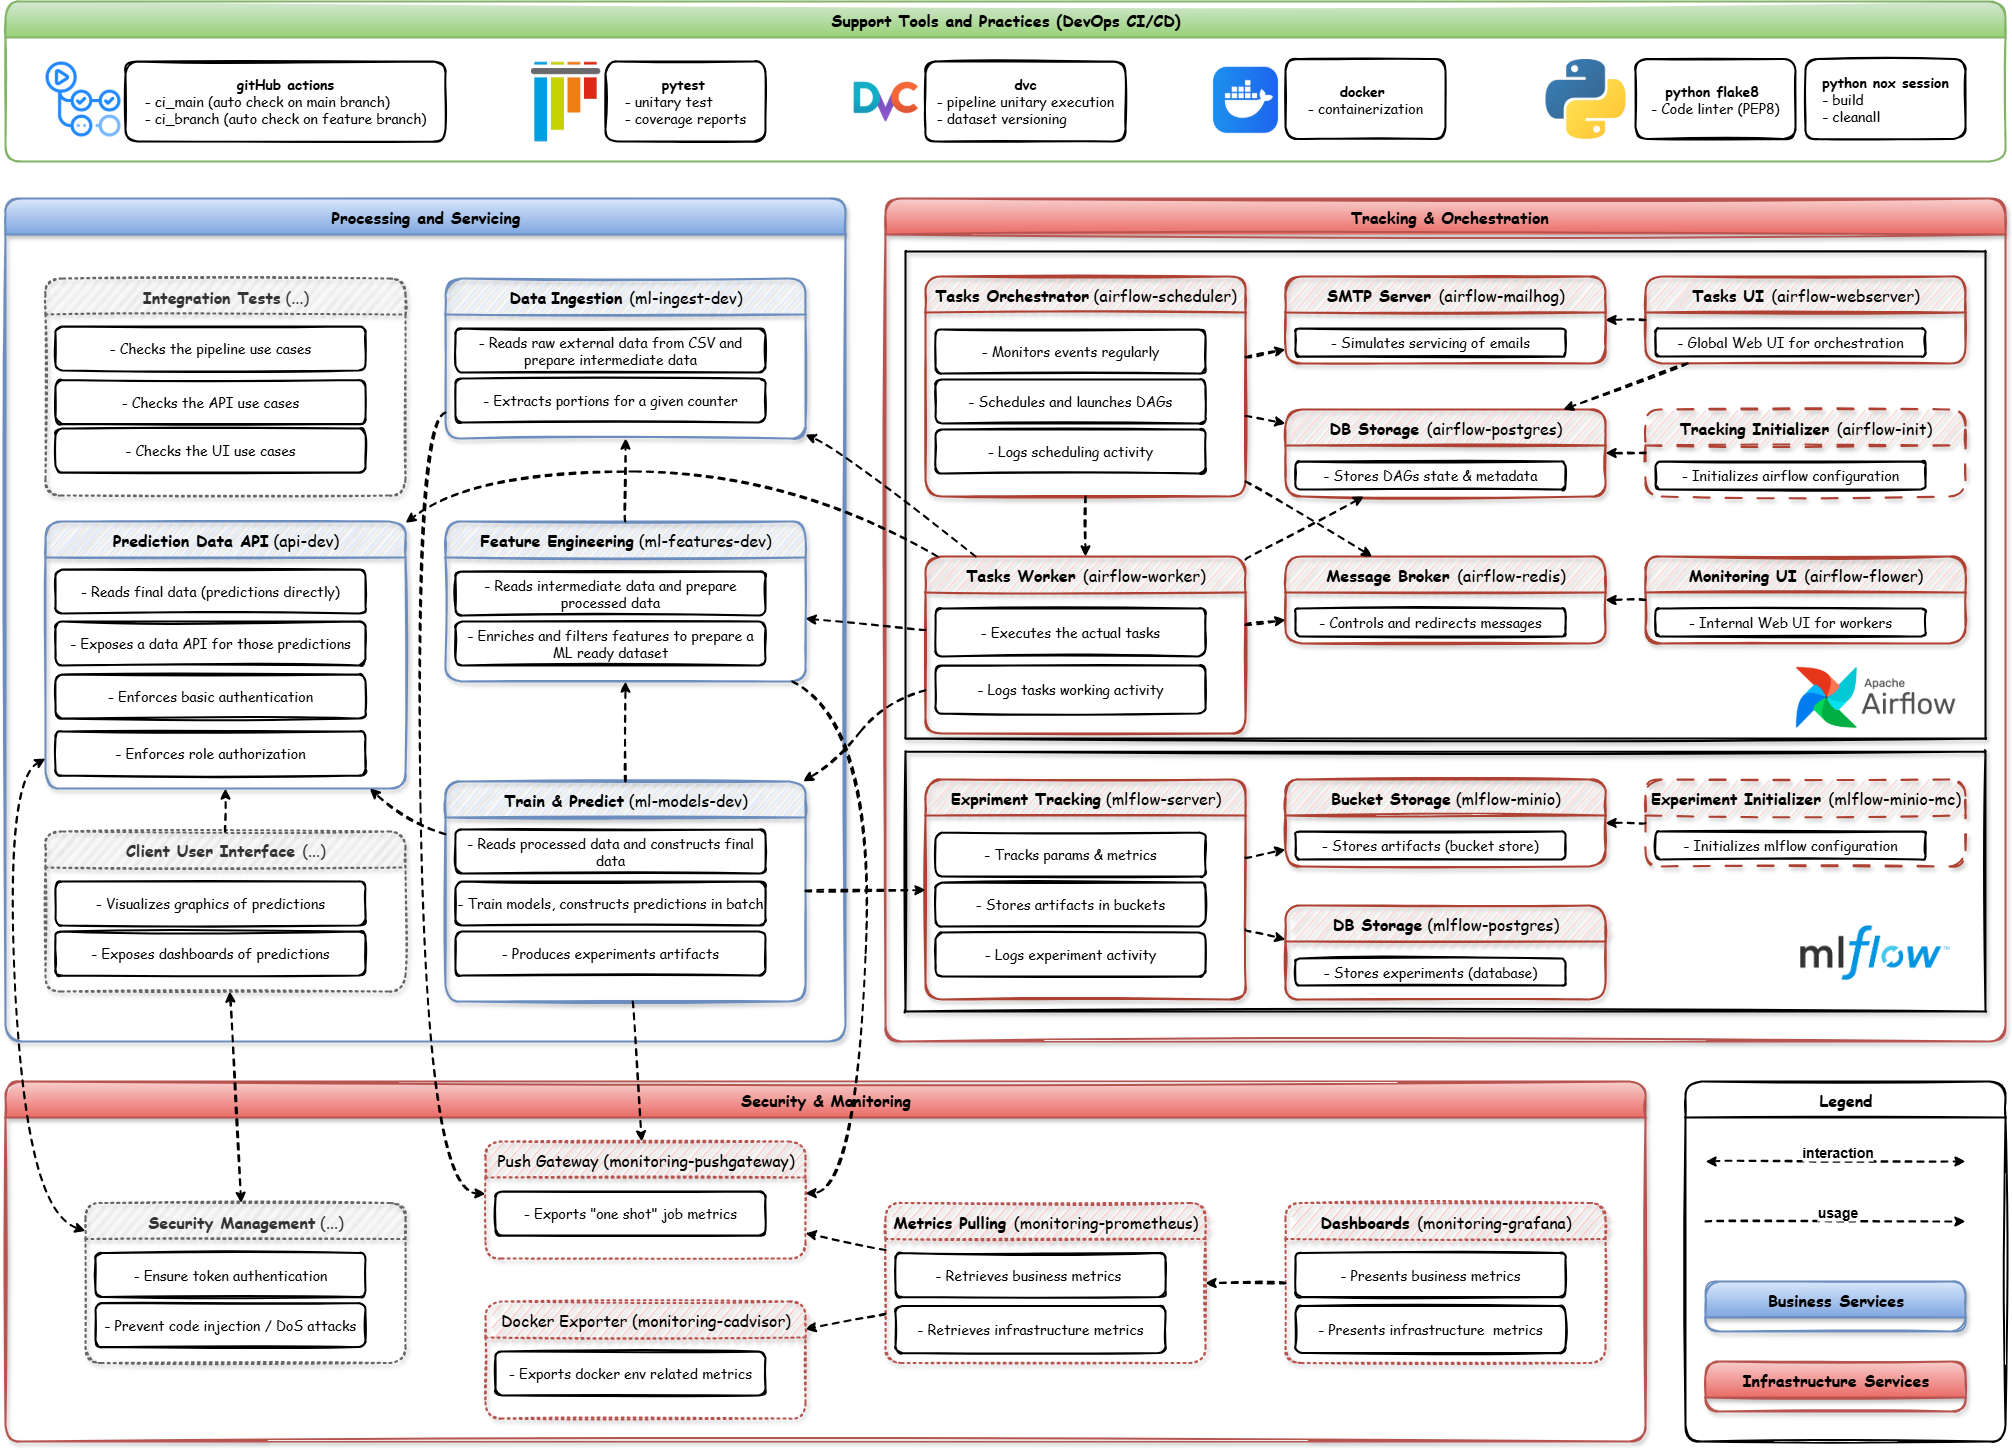 Support Tools and Practices (DevOps CI/CD)
gitHub actions
- ci_main (auto check on main branch)
- ci_branch (auto check on feature branch)
pytest
- unitary test
- coverage reports
DVC
dvc
- pipeline unitary execution
- dataset versioning
docker
- containerization
python flake8
- Code linter (PEP8)
python nox session
- build
- cleanall
Processing and Servicing
Integration Tests (...)
- Checks the pipeline use cases
- Checks the API use cases
- Checks the UI use cases
Data Ingestion (ml-ingest-dev)
- Reads raw external data from CSV and
prepare intermediate data
- Extracts portions for a given counter
Prediction Data API (api-dev)
- Reads final data (predictions directly)
- Exposes a data API for those predictions
- Enforces basic authentication
- Enforces role authorization
Feature Engineering (ml-features-dev)
- Reads intermediate data and prepare
processed data
- Enriches and filters features to prepare a
ML ready dataset
Client User Interface (...)
- Visualizes graphics of predictions
- Exposes dashboards of predictions
Train & Predict (ml-models-dev)
- Reads processed data and constructs final
data
- Train models, constructs predictions in batch
- Produces experiments artifacts
Tracking & Orchestration
Tasks Orchestrator (airflow-scheduler)
- Monitors events regularly
- Schedules and launches DAGs
- Logs scheduling activity
SMTP Server (airflow-mailhog)
- Simulates servicing of emails
Tasks UI (airflow-webserver)
- Global Web UI for orchestration
DB Storage (airflow-postgres)
- Stores DAGs state & metadata
Tracking Initializer (airflow-init)
- Initializes airflow configuration
Tasks Worker (airflow-worker)
- Executes the actual tasks
- Logs tasks working activity
Message Broker (airflow-redis)
- Controls and redirects messages
Monitoring UI (airflow-flower)
- Internal Web UI for workers
Apache
Airflow
Expriment Tracking (mlflow-server)
- Tracks params & metrics
- Stores artifacts in buckets
- Logs experiment activity
Bucket Storage (mlflow-minio)
- Stores artifacts (bucket store)
Experiment Initializer (mlflow-minio-mc)
- Initializes mlflow configuration
DB Storage (mlflow-postgres)
- Stores experiments (database)
mlflow™
Security & Monitoring
Security Management (...)
- Ensure token authentication
- Prevent code injection / DoS attacks
Push Gateway (monitoring-pushgateway)
- Exports "one shot" job metrics
Docker Exporter (monitoring-cadvisor)
- Exports docker env related metrics
Metrics Pulling (monitoring-prometheus)
- Retrieves business metrics
- Retrieves infrastructure metrics
Dashboards (monitoring-grafana)
- Presents business metrics
- Presents infrastructure metrics
Legend
interaction
usage
Business Services
Infrastructure Services